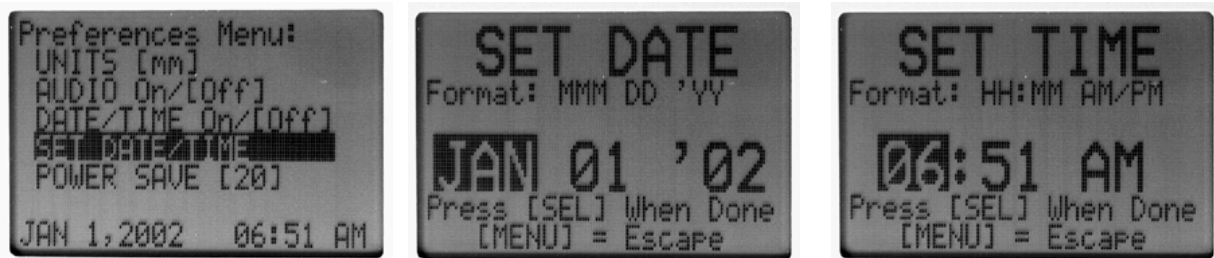 Preferences Menu:
UNITS [mm]
AUDIO On/[Off]
DATE/TIME On/[Off]
SET DATE/TIME
POWER SAVE [20]
JAN 1,2002 06:51 AM
SET DATE
Format: MMM DD 'YY
JAN 01 '02
Press [SEL] When Done
[MENU] = Escape
SET TIME
Format: HH:MM AM/PM
06:51 AM
Press [SEL] When Done
[MENU] = Escape